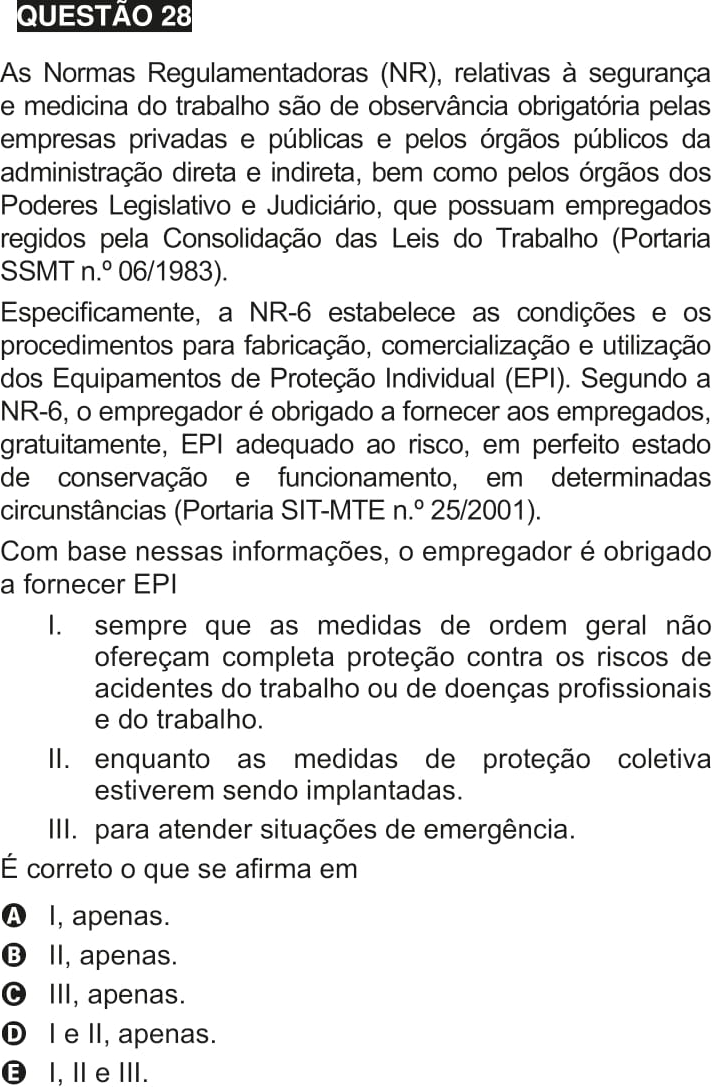 QUESTÃO 28
As Normas Regulamentadoras (NR), relativas à segurança
e medicina do trabalho são de observância obrigatória pelas
empresas privadas e públicas e pelos órgãos públicos da
administração direta e indireta, bem como pelos órgãos dos
Poderes Legislativo e Judiciário, que possuam empregados
regidos pela Consolidação das Leis do Trabalho (Portaria
SSMT n.º 06/1983).
Especificamente, a NR-6 estabelece as condições e os
procedimentos para fabricação, comercialização e utilização
dos Equipamentos de Proteção Individual (EPI). Segundo a
NR-6, o empregador é obrigado a fornecer aos empregados,
gratuitamente, EPI adequado ao risco, em perfeito estado
de conservação e funcionamento, em determinadas
circunstâncias (Portaria SIT-MTE n.º 25/2001).
Com base nessas informações, o empregador é obrigado
a fornecer EPI
I. sempre que as medidas de ordem geral não
ofereçam completa proteção contra os riscos de
acidentes do trabalho ou de doenças profissionais
e do trabalho.
II. enquanto as medidas de proteção coletiva
estiverem sendo implantadas.
III. para atender situações de emergência.
É correto o que se afirma em
A I, apenas.
B II, apenas.
C III, apenas.
D I e II, apenas.
E I, II e III.